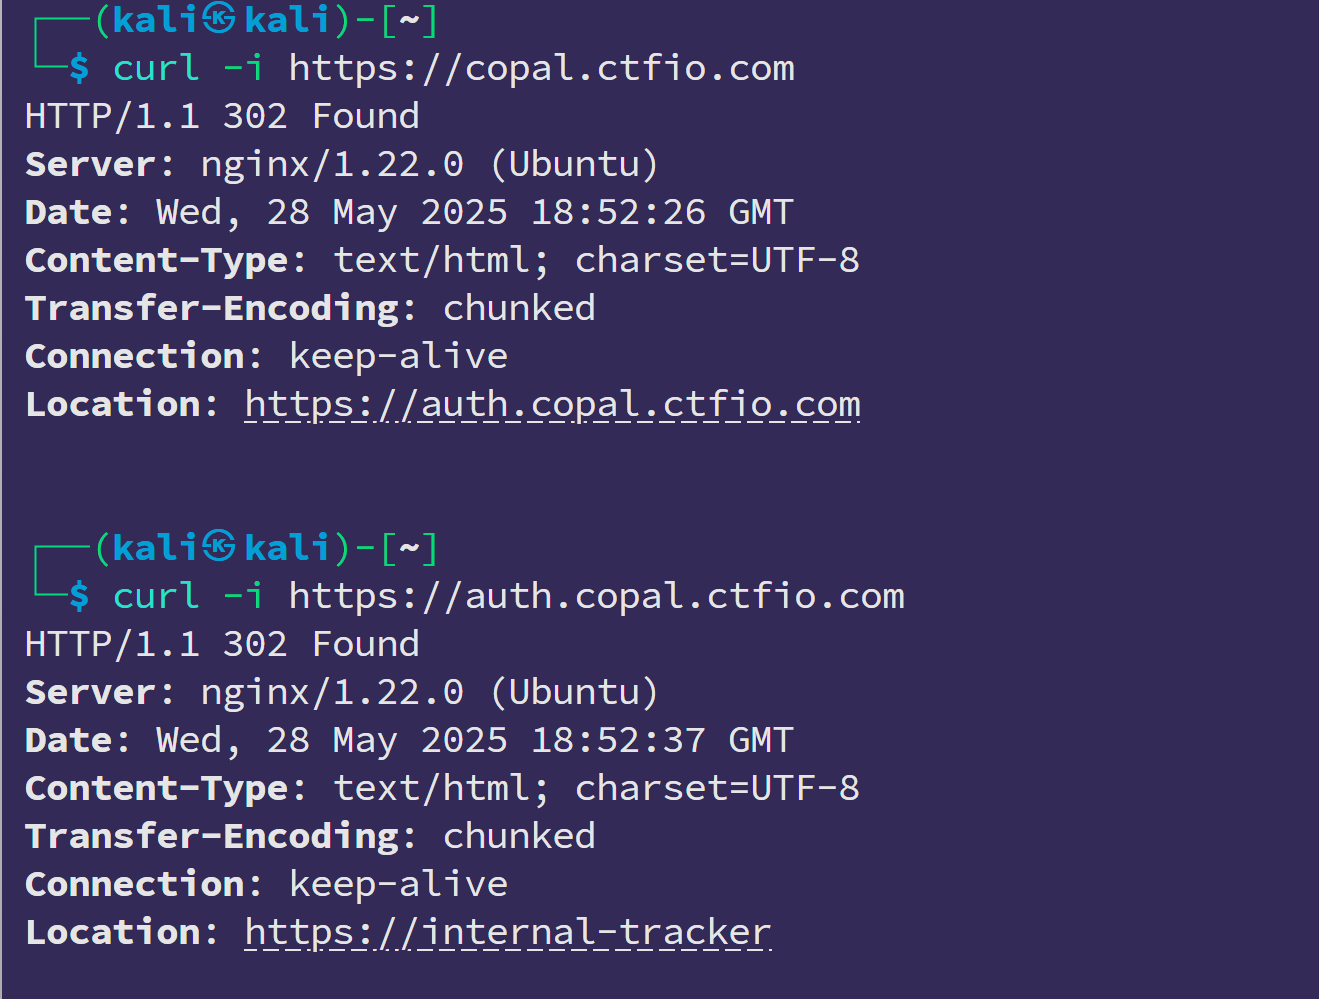 ┌──(kali㉿kali)-[~]
└─$ curl -i https://copal.ctfio.com
HTTP/1.1 302 Found
Server: nginx/1.22.0 (Ubuntu)
Date: Wed, 28 May 2025 18:52:26 GMT
Content-Type: text/html; charset=UTF-8
Transfer-Encoding: chunked
Connection: keep-alive
Location: https://auth.copal.ctfio.com
┌──(kali㉿kali)-[~]
└─$ curl -i https://auth.copal.ctfio.com
HTTP/1.1 302 Found
Server: nginx/1.22.0 (Ubuntu)
Date: Wed, 28 May 2025 18:52:37 GMT
Content-Type: text/html; charset=UTF-8
Transfer-Encoding: chunked
Connection: keep-alive
Location: https://internal-tracker